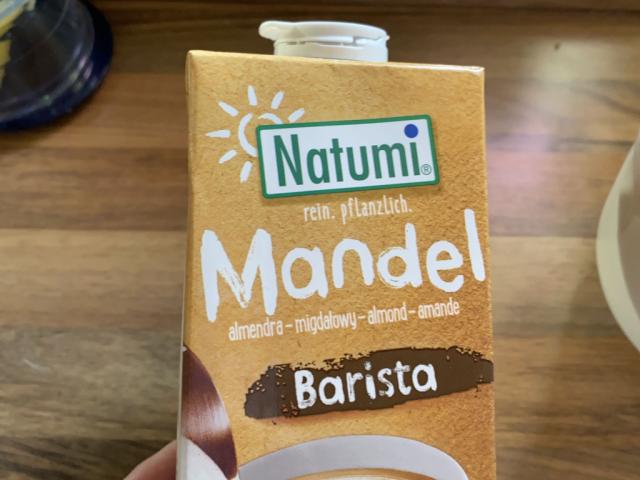 Natumi®
rein. pflanzlich.
Mandel
almendra – migdałowy – almond – amande
Barista